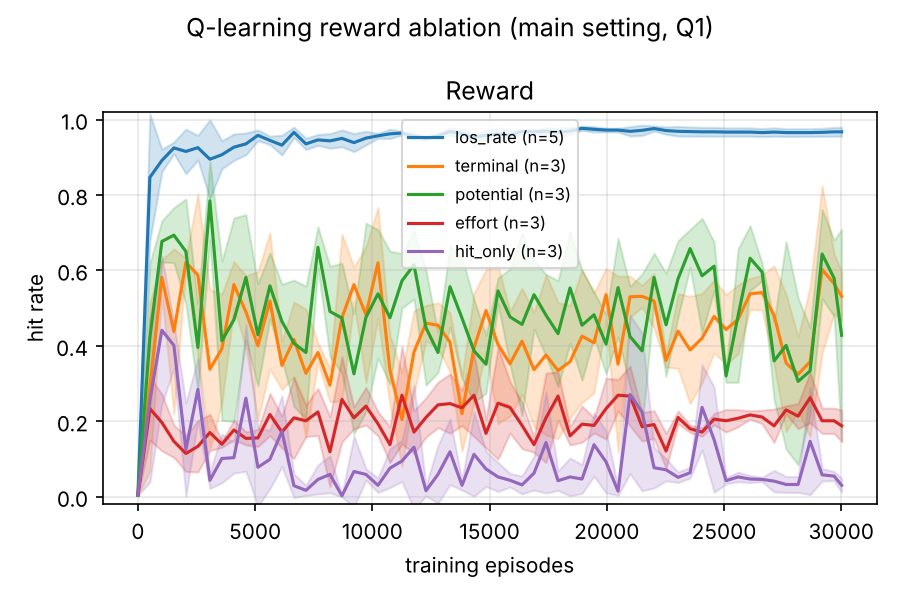 Q-learning reward ablation (main setting, Q1)
Reward
1.0
0.8
0.6
0.4
0.2
0.0
hit rate
los_rate (n=5)
terminal (n=3)
potential (n=3)
effort (n=3)
hit_only (n=3)
0
5000
10000
15000
20000
25000
30000
training episodes